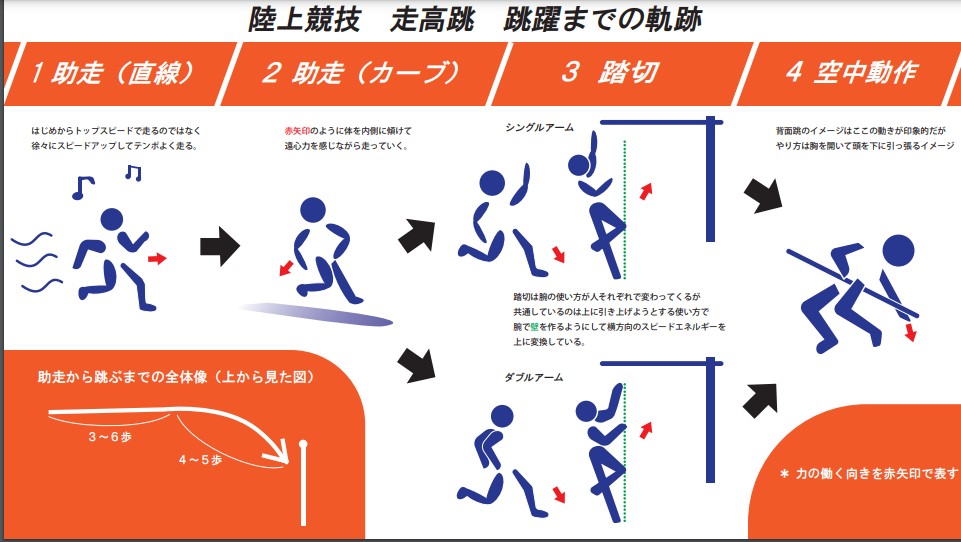 陸上競技　走高跳　跳躍までの軌跡
1 助走（直線）
2 助走（カーブ）
3 踏切
4 空中動作
はじめからトップスピードで走るのではなく
徐々にスピードアップしてテンポよく走る。
赤矢印のように体を内側に傾けて
遠心力を感じながら走っていく。
シングルアーム
背面跳のイメージはここの動きが印象的だが
やり方は胸を開いて頭を下に引っ張るイメージ
踏切は腕の使い方が人それぞれで変わってくるが
共通しているのは上に引き上げようとする使い方で
腕で壁を作るようにして横方向のスピードエネルギーを
上に変換している。
ダブルアーム
助走から跳ぶまでの全体像（上から見た図）
3〜6歩
4〜5歩
＊ 力の働く向きを赤矢印で表す